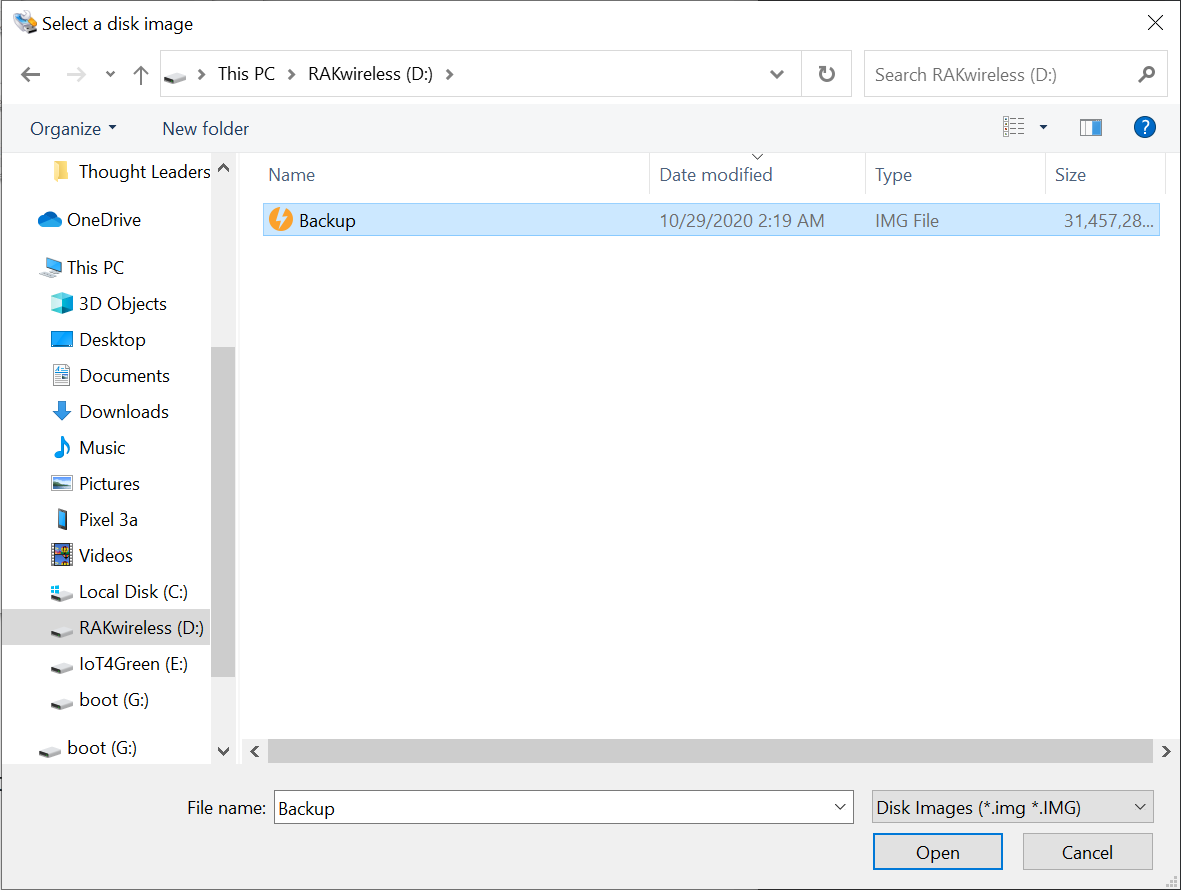 Select a disk image
This PC > RAKwireless (D:) >
Search RAKwireless (D:)
Organize
New folder
?
Thought Leaders
OneDrive
This PC
3D Objects
Desktop
Documents
Downloads
Music
Pictures
Pixel 3a
Videos
Local Disk (C:)
RAKwireless (D:)
IoT4Green (E:)
boot (G:)
boot (G:)
Name Date modified Type Size
Backup 10/29/2020 2:19 AM IMG File 31,457,28...
File name: Backup Disk Images (*.img *.IMG)
Open Cancel